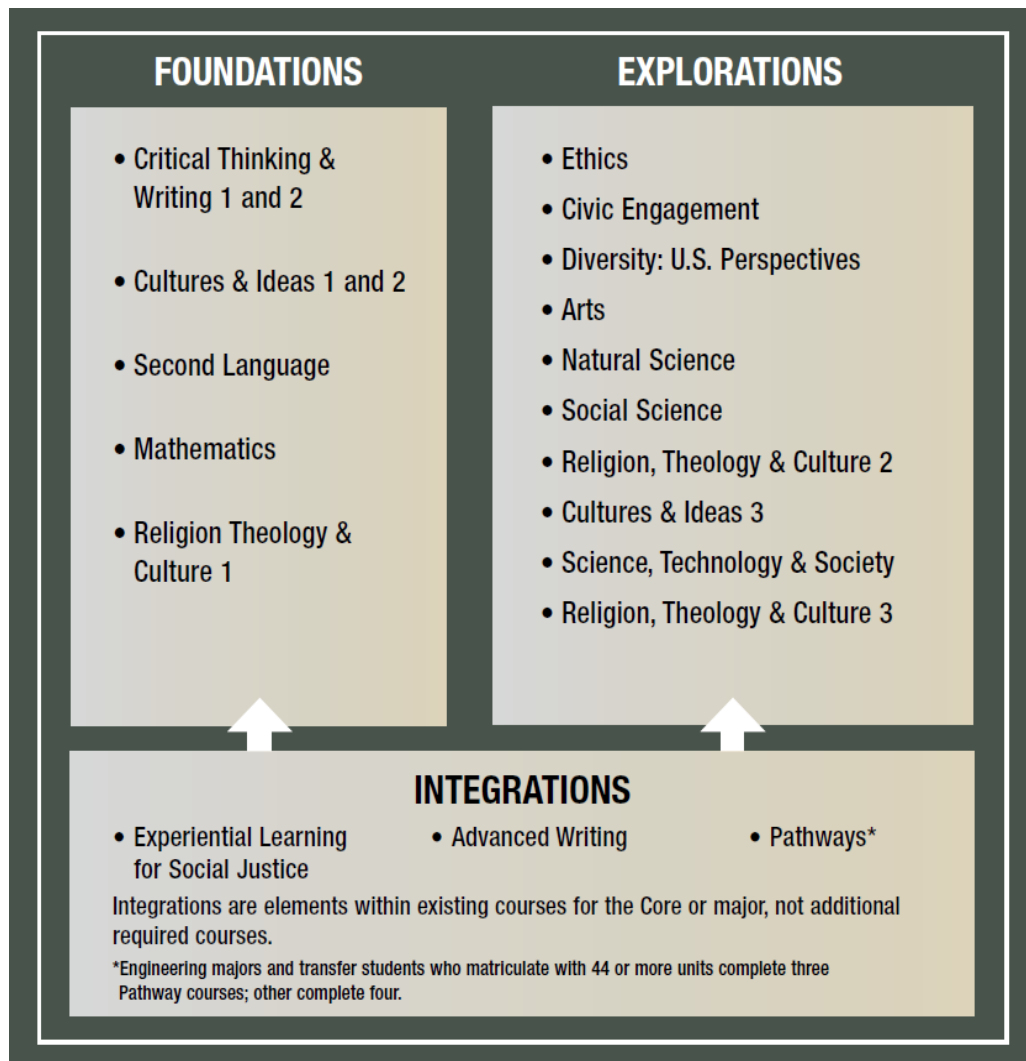 FOUNDATIONS
• Critical Thinking &
Writing 1 and 2
• Cultures & Ideas 1 and 2
• Second Language
• Mathematics
• Religion Theology &
Culture 1
EXPLORATIONS
• Ethics
• Civic Engagement
• Diversity: U.S. Perspectives
• Arts
• Natural Science
• Social Science
• Religion, Theology & Culture 2
• Cultures & Ideas 3
• Science, Technology & Society
• Religion, Theology & Culture 3
INTEGRATIONS
• Experiential Learning
for Social Justice
• Advanced Writing
• Pathways*
Integrations are elements within existing courses for the Core or major, not additional
required courses.
*Engineering majors and transfer students who matriculate with 44 or more units complete three
Pathway courses; other complete four.